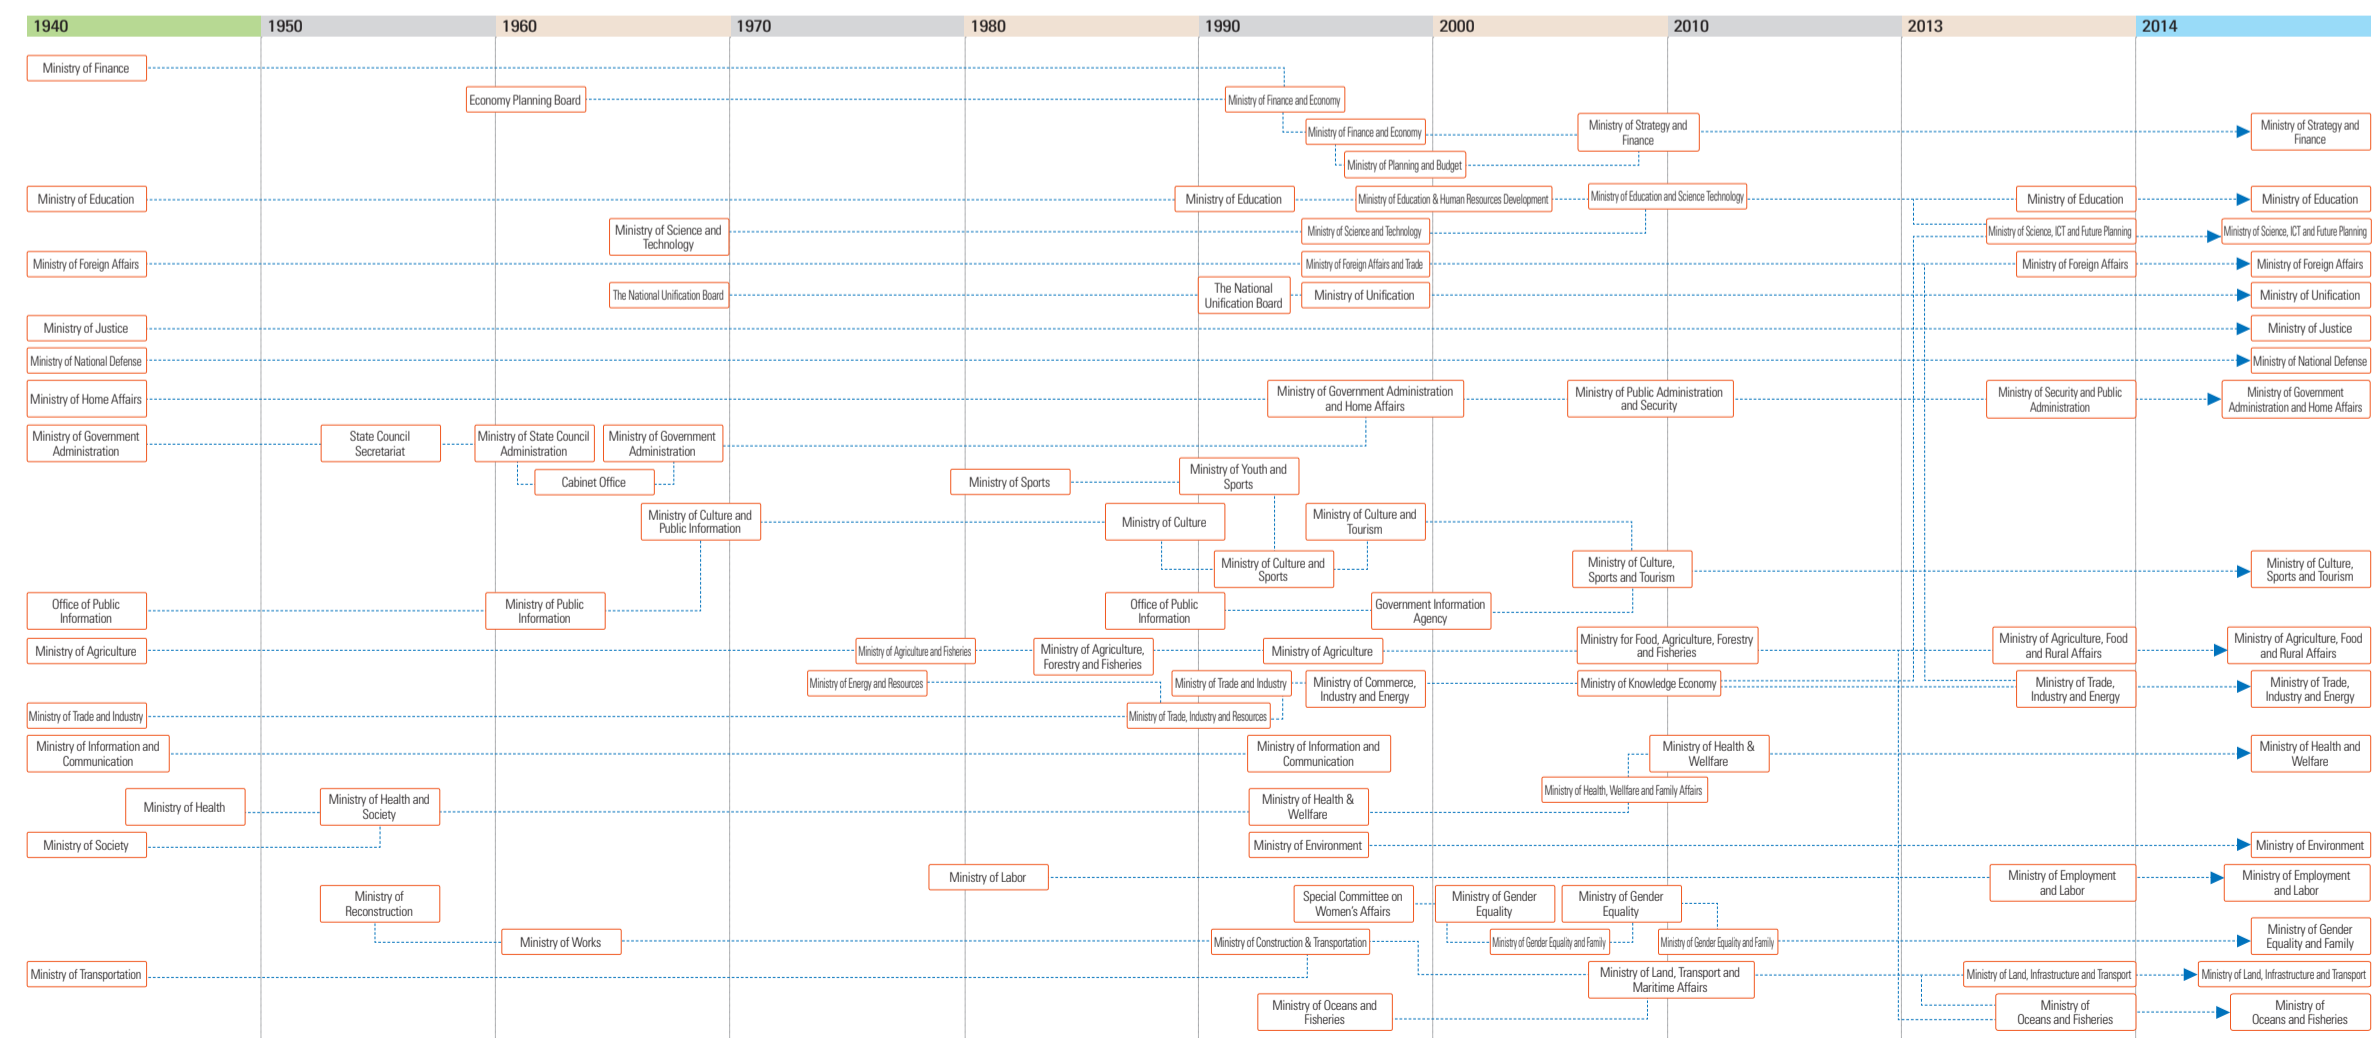 1940 1950 1960 1970 1980 1990 2000 2010 2013 2014
Ministry of Finance
Economy Planning Board
Ministry of Finance and Economy
Ministry of Finance and Economy
Ministry of Strategy and
Finance
Ministry of Strategy and
Finance
Ministry of Planning and Budget
Ministry of Education
Ministry of Education
Ministry of Education & Human Resources Development
Ministry of Education and Science Technology
Ministry of Education
Ministry of Education
Ministry of Science and
Technology
Ministry of Science and Technology
Ministry of Science, ICT and Future Planning
Ministry of Science, ICT and Future Planning
Ministry of Foreign Affairs
Ministry of Foreign Affairs and Trade
Ministry of Foreign Affairs
Ministry of Foreign Affairs
The National Unification Board
The National
Unification Board
Ministry of Unification
Ministry of Unification
Ministry of Justice
Ministry of Justice
Ministry of National Defense
Ministry of National Defense
Ministry of Home Affairs
Ministry of Government Administration
and Home Affairs
Ministry of Public Administration
and Security
Ministry of Security and Public
Administration
Ministry of Government
Administration and Home Affairs
Ministry of Government
Administration
State Council
Secretariat
Ministry of State Council
Administration
Ministry of Government
Administration
Cabinet Office
Ministry of Sports
Ministry of Youth and
Sports
Ministry of Culture and
Public Information
Ministry of Culture
Ministry of Culture and
Tourism
Ministry of Culture and
Sports
Ministry of Culture,
Sports and Tourism
Ministry of Culture,
Sports and Tourism
Office of Public
Information
Ministry of Public
Information
Office of Public
Information
Government Information
Agency
Ministry of Agriculture
Ministry of Agriculture and Fisheries
Ministry of Agriculture,
Forestry and Fisheries
Ministry of Agriculture
Ministry for Food, Agriculture, Forestry
and Fisheries
Ministry of Agriculture, Food
and Rural Affairs
Ministry of Agriculture, Food
and Rural Affairs
Ministry of Energy and Resources
Ministry of Trade and Industry
Ministry of Commerce,
Industry and Energy
Ministry of Knowledge Economy
Ministry of Trade,
Industry and Energy
Ministry of Trade,
Industry and Energy
Ministry of Trade and Industry
Ministry of Trade, Industry and Resources
Ministry of Information and
Communication
Ministry of Information and
Communication
Ministry of Health &
Wellfare
Ministry of Health and
Welfare
Ministry of Health, Wellfare and Family Affairs
Ministry of Health
Ministry of Health and
Society
Ministry of Health &
Wellfare
Ministry of Society
Ministry of Environment
Ministry of Environment
Ministry of Labor
Ministry of Employment
and Labor
Ministry of Employment
and Labor
Ministry of
Reconstruction
Special Committee on
Women's Affairs
Ministry of Gender
Equality
Ministry of Gender
Equality
Ministry of Works
Ministry of Construction & Transportation
Ministry of Gender Equality and Family
Ministry of Gender Equality and Family
Ministry of Gender
Equality and Family
Ministry of Transportation
Ministry of Land, Transport and
Maritime Affairs
Ministry of Land, Infrastructure and Transport
Ministry of Land, Infrastructure and Transport
Ministry of Oceans and
Fisheries
Ministry of
Oceans and Fisheries
Ministry of
Oceans and Fisheries